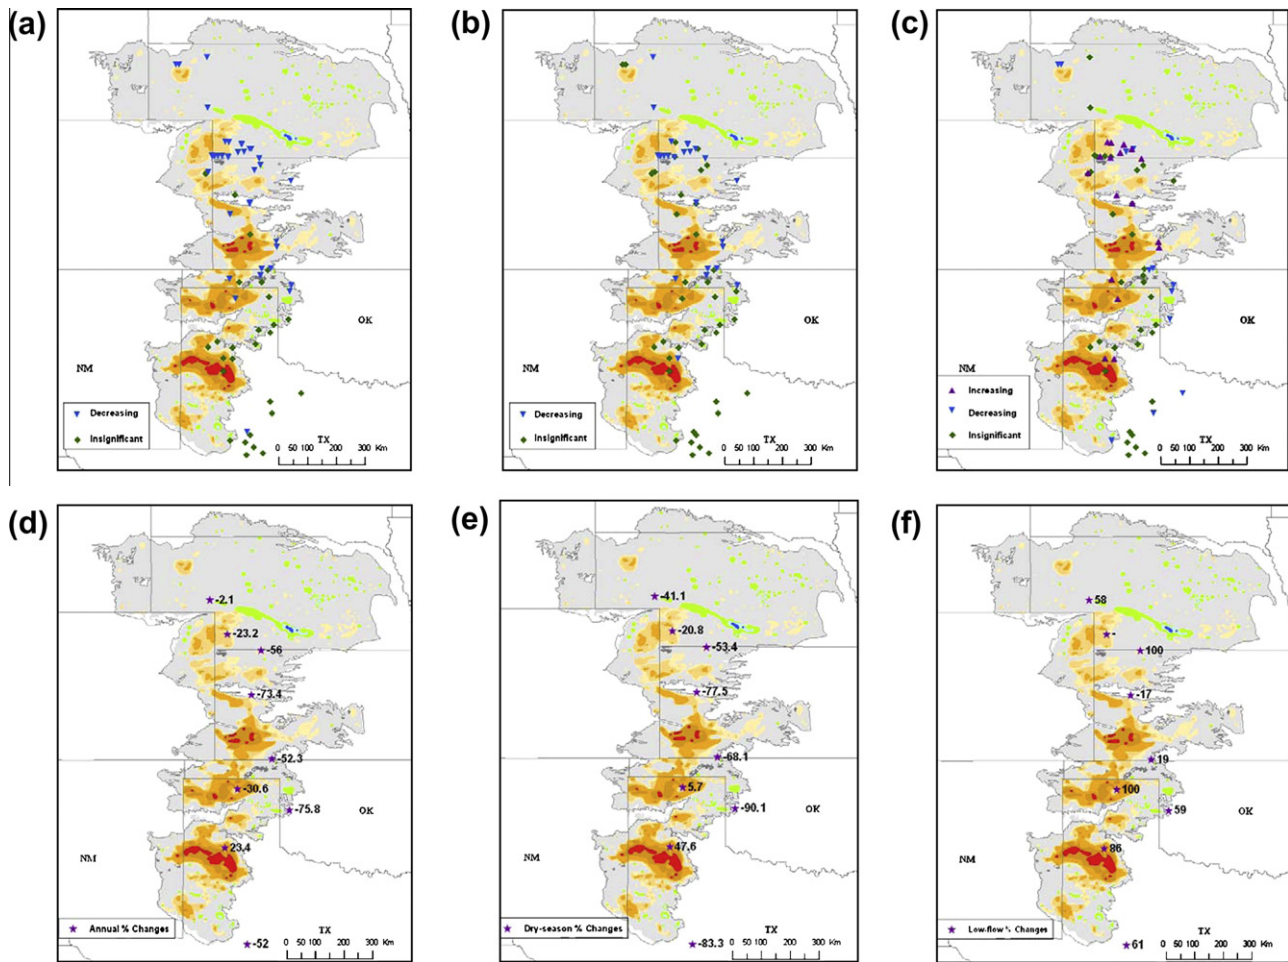 (a)
OK
NM
Decreasing
Insignificant
TX
0 50 100 200 300 Km
(b)
OK
NM
Decreasing
Insignificant
TX
0 50 100 200 300 Km
(c)
OK
NM
Increasing
Decreasing
Insignificant
TX
0 50 100 200 300 Km
(d)
-2.1
-23.2
-56
-73.4
-52.3
-30.6
-75.8
OK
23.4
NM
Annual % Changes
TX
0 50 100 200 300 Km
-52
(e)
-41.1
-20.8
-53.4
-77.5
-68.1
5.7
-90.1
OK
47.6
NM
Dry-season % Changes
TX
0 50 100 200 300 Km
-83.3
(f)
58
-
100
-17
19
100
59
OK
86
NM
Low-flow % Changes
TX
0 50 100 200 300 Km
61